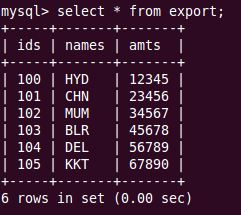 mysql> select * from export;
+-----+-------+-------+
| ids | names | amts  |
+-----+-------+-------+
| 100 | HYD   | 12345 |
| 101 | CHN   | 23456 |
| 102 | MUM   | 34567 |
| 103 | BLR   | 45678 |
| 104 | DEL   | 56789 |
| 105 | KKT   | 67890 |
+-----+-------+-------+
6 rows in set (0.00 sec)